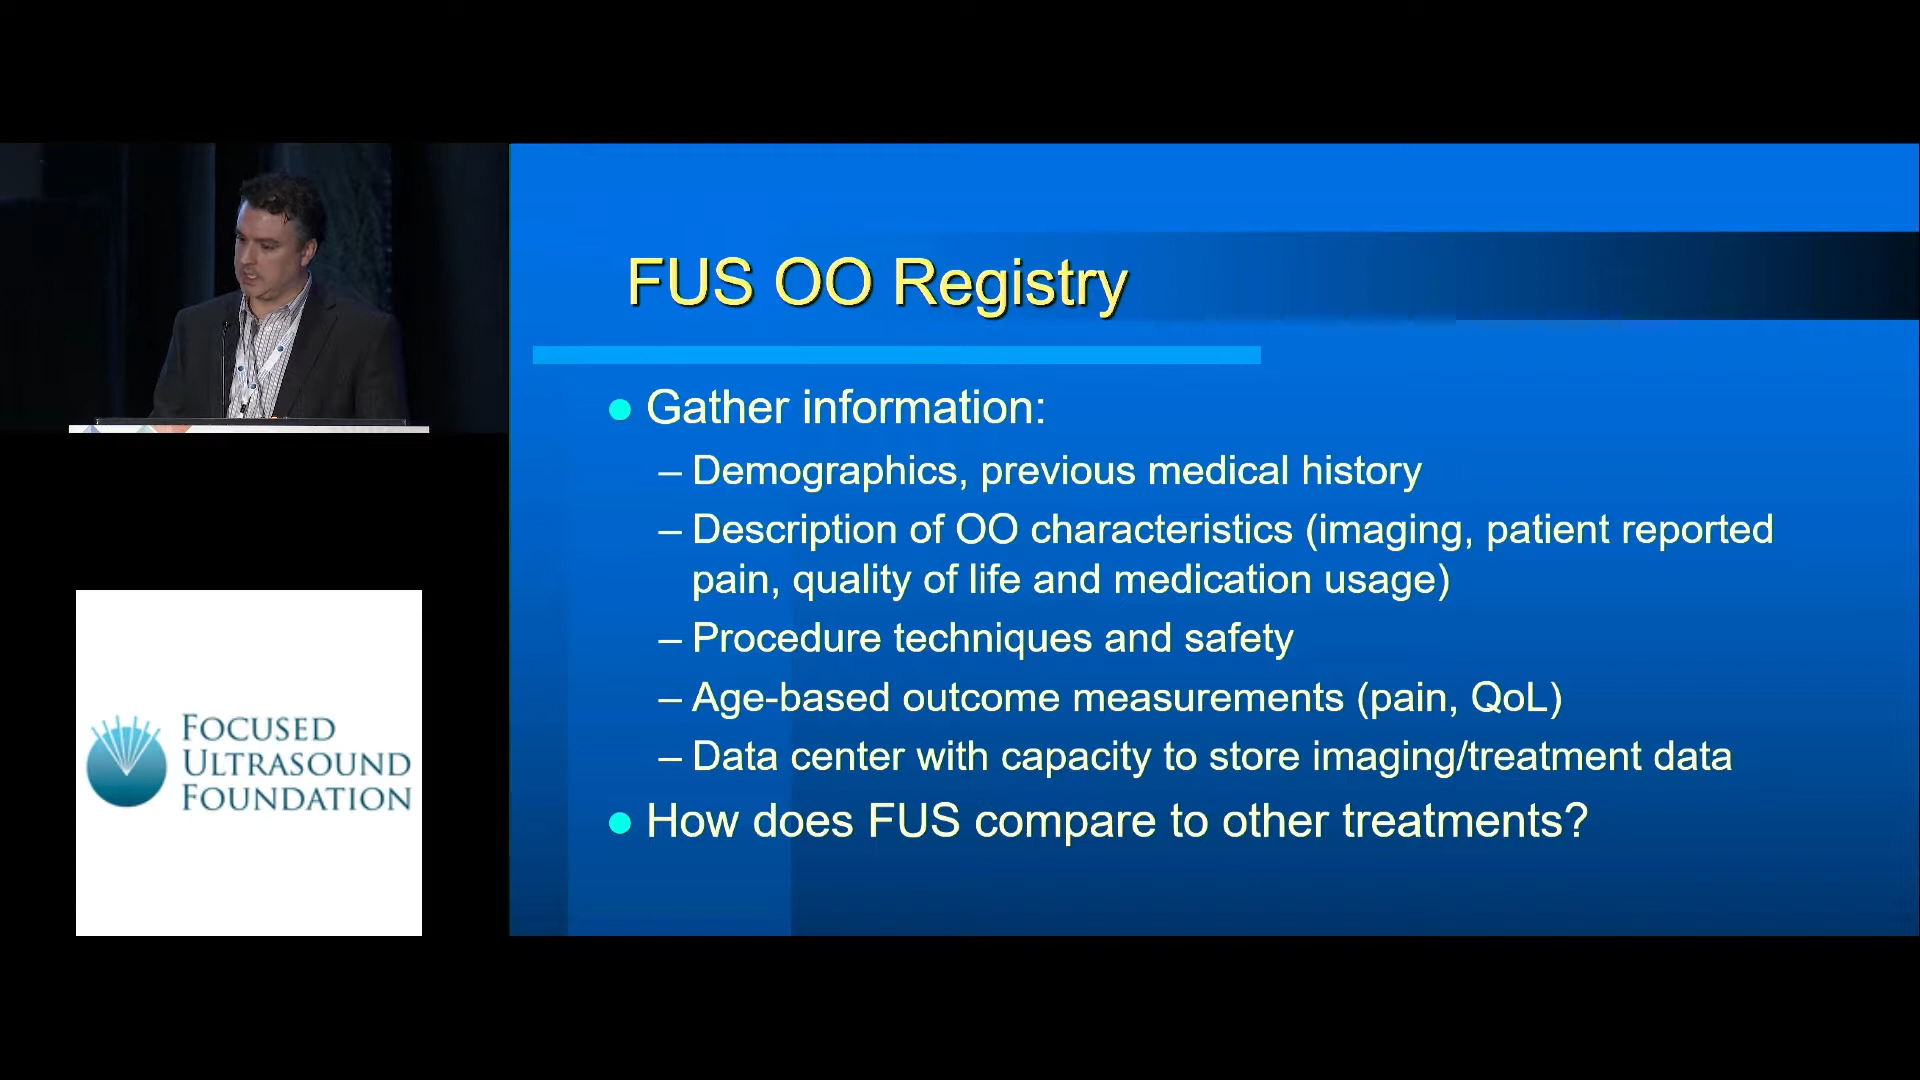 FUS OO Registry
Gather information:
– Demographics, previous medical history
– Description of OO characteristics (imaging, patient reported
pain, quality of life and medication usage)
– Procedure techniques and safety
– Age-based outcome measurements (pain, QoL)
– Data center with capacity to store imaging/treatment data
How does FUS compare to other treatments?
FOCUSED
ULTRASOUND
FOUNDATION